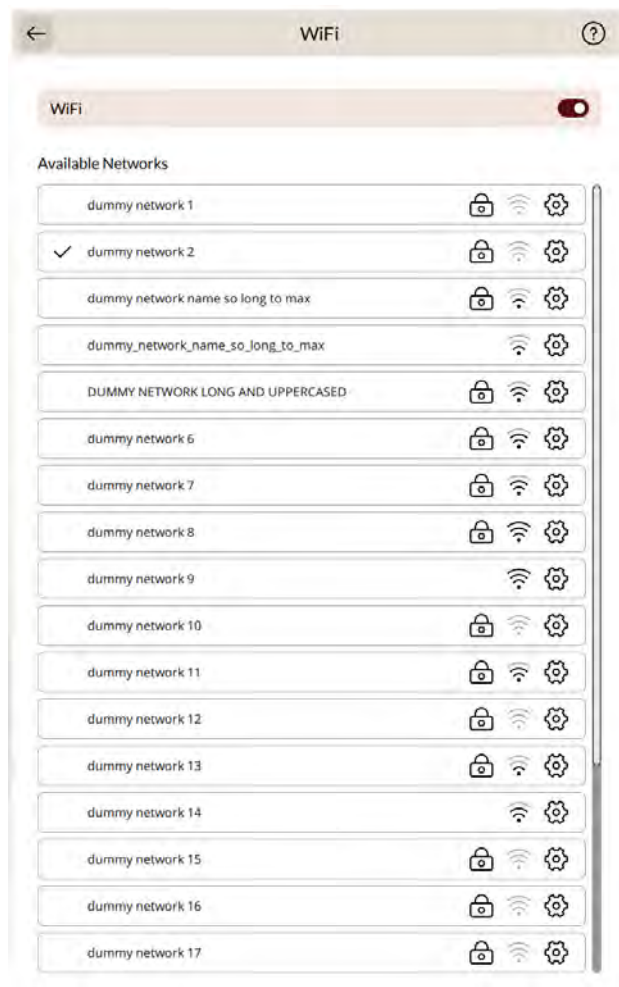 WiFi
?
WiFi
Available Networks
dummy network 1
dummy network 2
dummy network name so long to max
dummy_network_name_so_long_to_max
DUMMY NETWORK LONG AND UPPERCASED
dummy network 6
dummy network 7
dummy network 8
dummy network 9
dummy network 10
dummy network 11
dummy network 12
dummy network 13
dummy network 14
dummy network 15
dummy network 16
dummy network 17